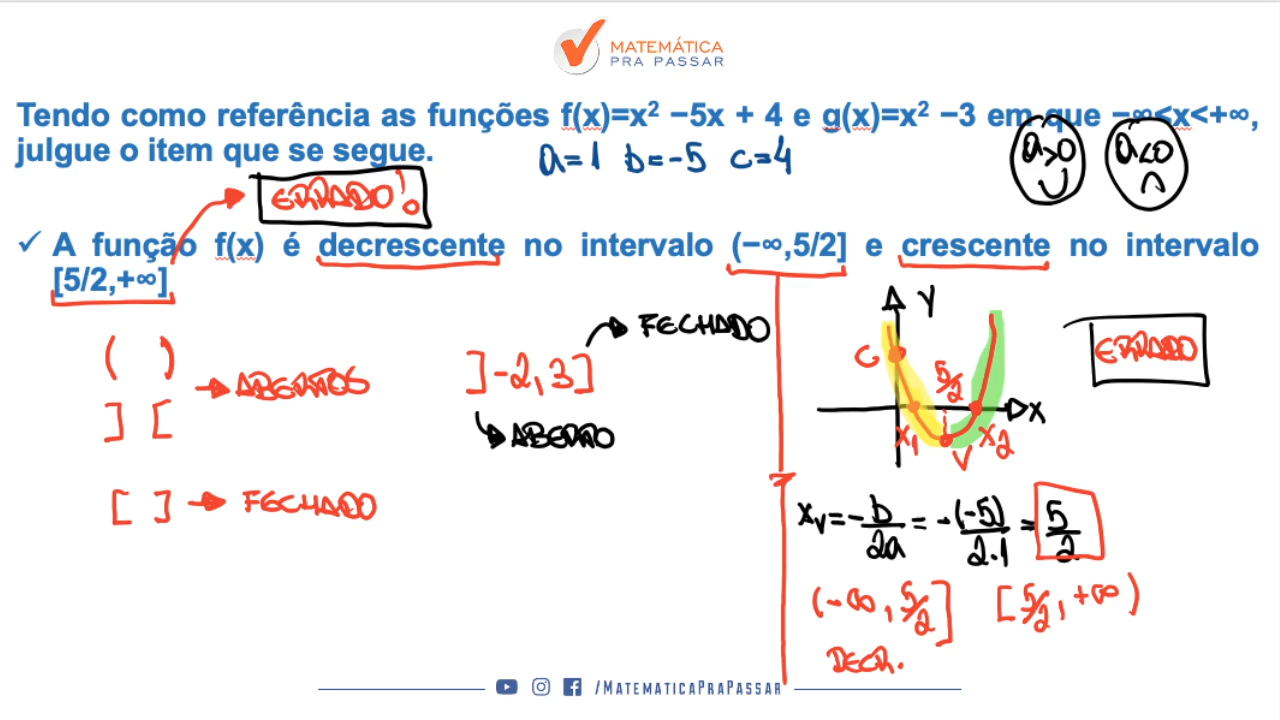 MATEMÁTICA
PRA PASSAR
Tendo como referência as funções f(x)=x² −5x + 4 e g(x)=x² −3 em que −∞<x<+∞,
julgue o item que se segue.
a=1 b=-5 c=4
a>0 a<0
ERRADO!
✓ A função f(x) é decrescente no intervalo (−∞,5/2] e crescente no intervalo
[5/2,+∞]
( )
] [
→ ABERTOS
[ ] → FECHADO
]-2,3]
FECHADO
ABERTO
Y
C
5/2
X
X₁
V
X₂
ERRADO
Xv=-b/2a=-(-5)/2.1=5/2
(-∞, 5/2] [5/2, +∞)
DECR.
/MATEMATICAPRAPASSAR